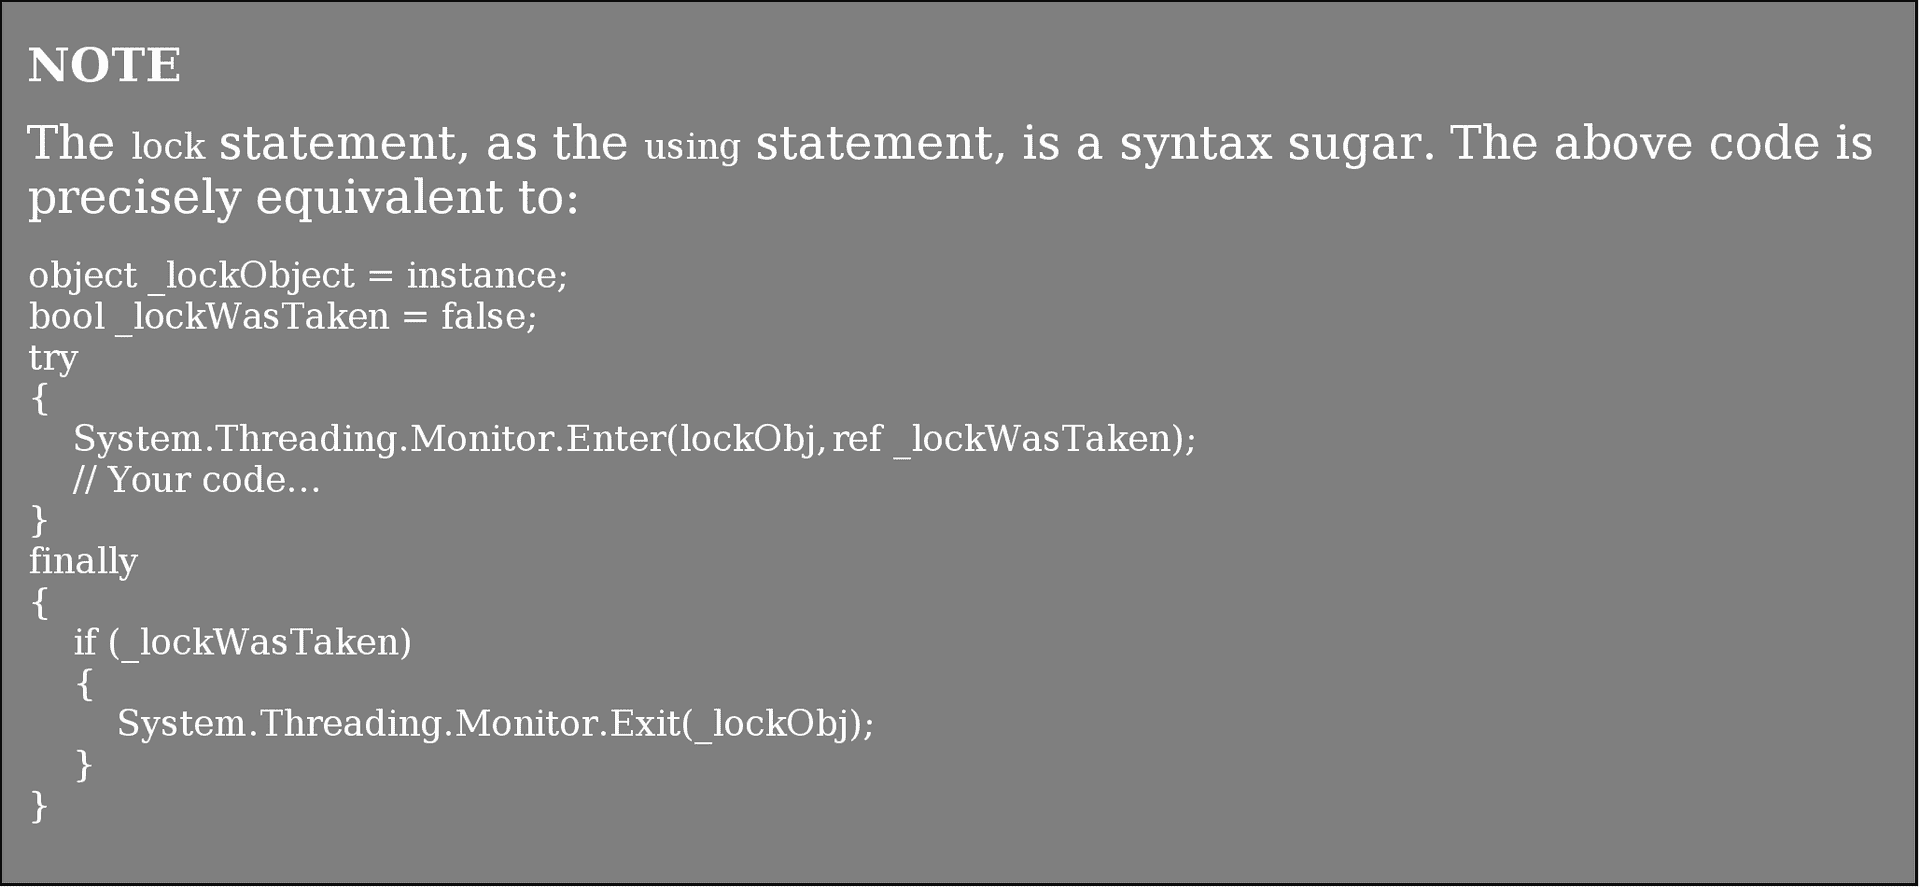 NOTE
The lock statement, as the using statement, is a syntax sugar. The above code is
precisely equivalent to:
object _lockObject = instance;
bool _lockWasTaken = false;
try
{
    System.Threading.Monitor.Enter(lockObj, ref _lockWasTaken);
    // Your code...
}
finally
{
    if (_lockWasTaken)
    {
        System.Threading.Monitor.Exit(_lockObj);
    }
}